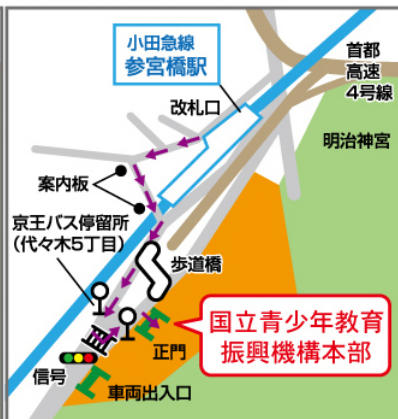 小田急線
参宮橋駅
首都
高速
4号線
改札口
明治神宮
案内板
京王バス停留所
(代々木5丁目)
歩道橋
国立青少年教育
振興機構本部
正門
信号
車両出入口